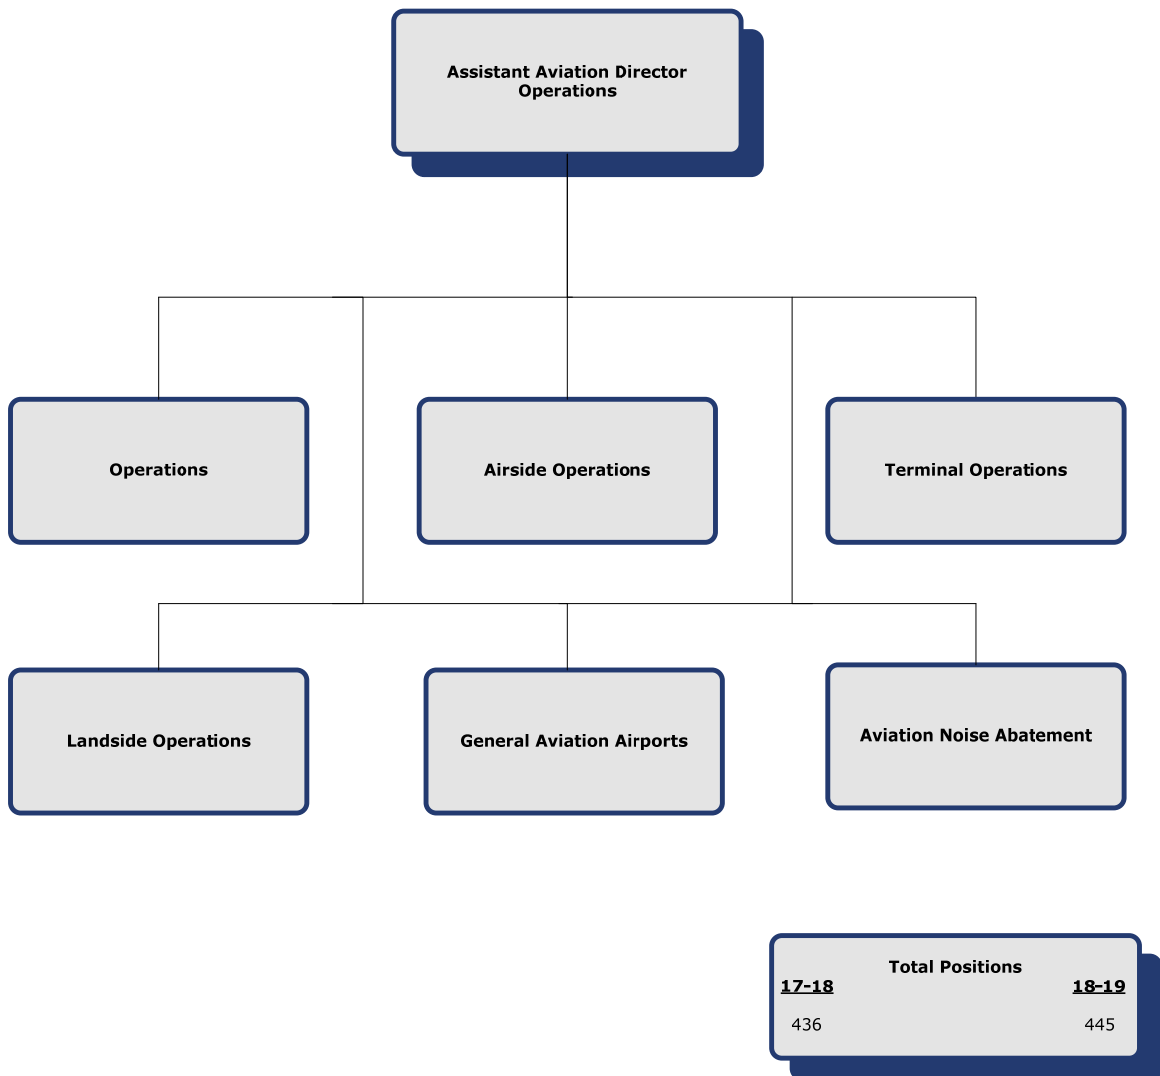 Assistant Aviation Director
Operations
Operations
Airside Operations
Terminal Operations
Landside Operations
General Aviation Airports
Aviation Noise Abatement
Total Positions
17-18 18-19
436 445